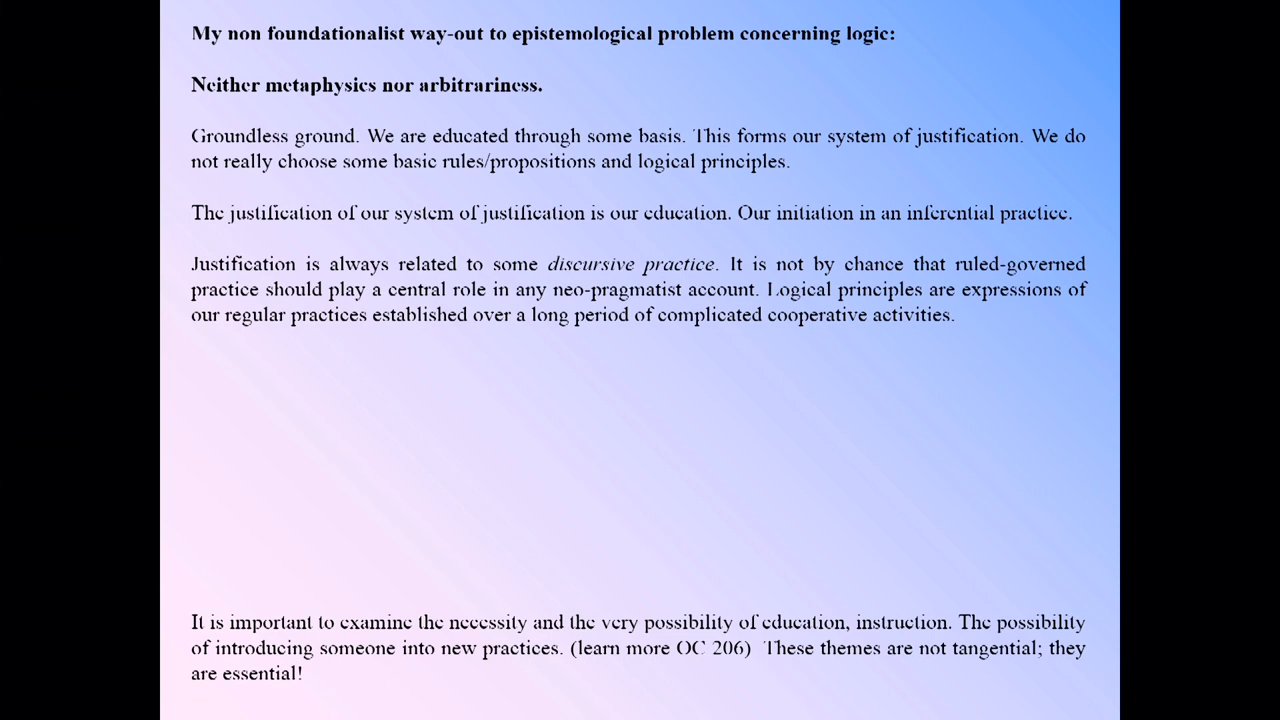 My non foundationalist way-out to epistemological problem concerning logic:
Neither metaphysics nor arbitrariness.
Groundless ground. We are educated through some basis. This forms our system of justification. We do
not really choose some basic rules/propositions and logical principles.
The justification of our system of justification is our education. Our initiation in an inferential practice.
Justification is always related to some discursive practice. It is not by chance that ruled-governed
practice should play a central role in any neo-pragmatist account. Logical principles are expressions of
our regular practices established over a long period of complicated cooperative activities.
It is important to examine the necessity and the very possibility of education, instruction. The possibility
of introducing someone into new practices. (learn more OC 206) These themes are not tangential; they
are essential!